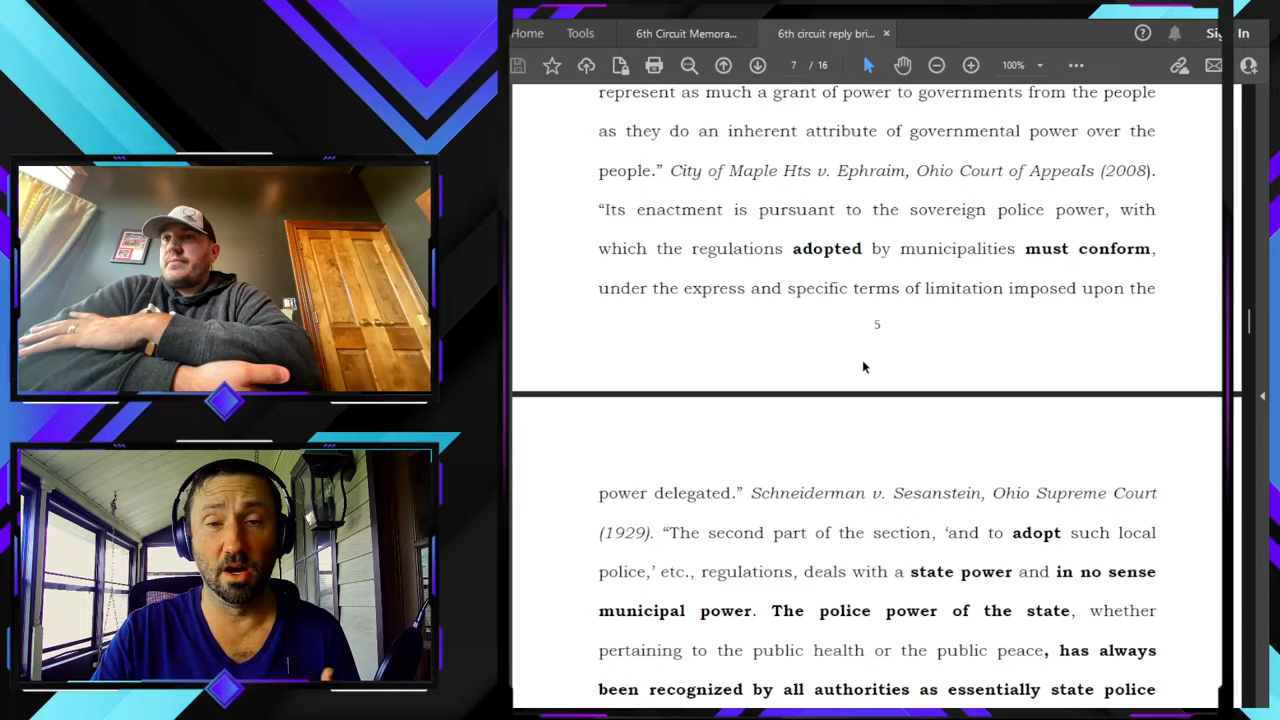 Home Tools 6th Circuit Memora... 6th circuit reply bri... × Sign In
7 / 16 100%
represent as much a grant of power to governments from the people
as they do an inherent attribute of governmental power over the
people.” City of Maple Hts v. Ephraim, Ohio Court of Appeals (2008).
“Its enactment is pursuant to the sovereign police power, with
which the regulations adopted by municipalities must conform,
under the express and specific terms of limitation imposed upon the
5
power delegated.” Schneiderman v. Sesanstein, Ohio Supreme Court
(1929). “The second part of the section, ‘and to adopt such local
police,’ etc., regulations, deals with a state power and in no sense
municipal power. The police power of the state, whether
pertaining to the public health or the public peace, has always
been recognized by all authorities as essentially state police